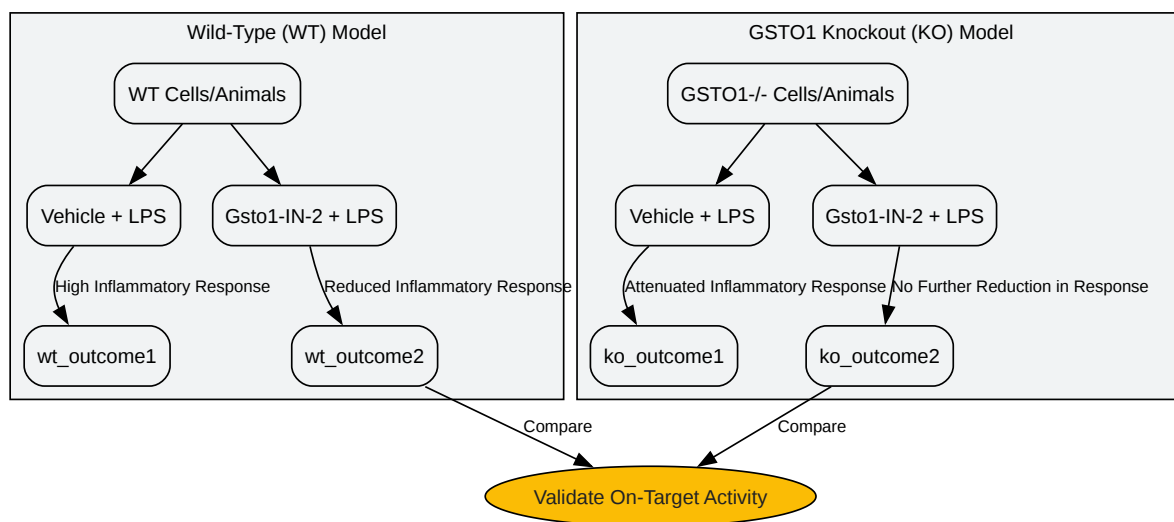 Wild-Type (WT) Model
WT Cells/Animals
Vehicle + LPS
Gsto1-IN-2 + LPS
High Inflammatory Response
Reduced Inflammatory Response
wt_outcome1
wt_outcome2
GSTO1 Knockout (KO) Model
GSTO1-/- Cells/Animals
Vehicle + LPS
Gsto1-IN-2 + LPS
Attenuated Inflammatory Response
No Further Reduction in Response
ko_outcome1
ko_outcome2
Compare
Compare
Validate On-Target Activity